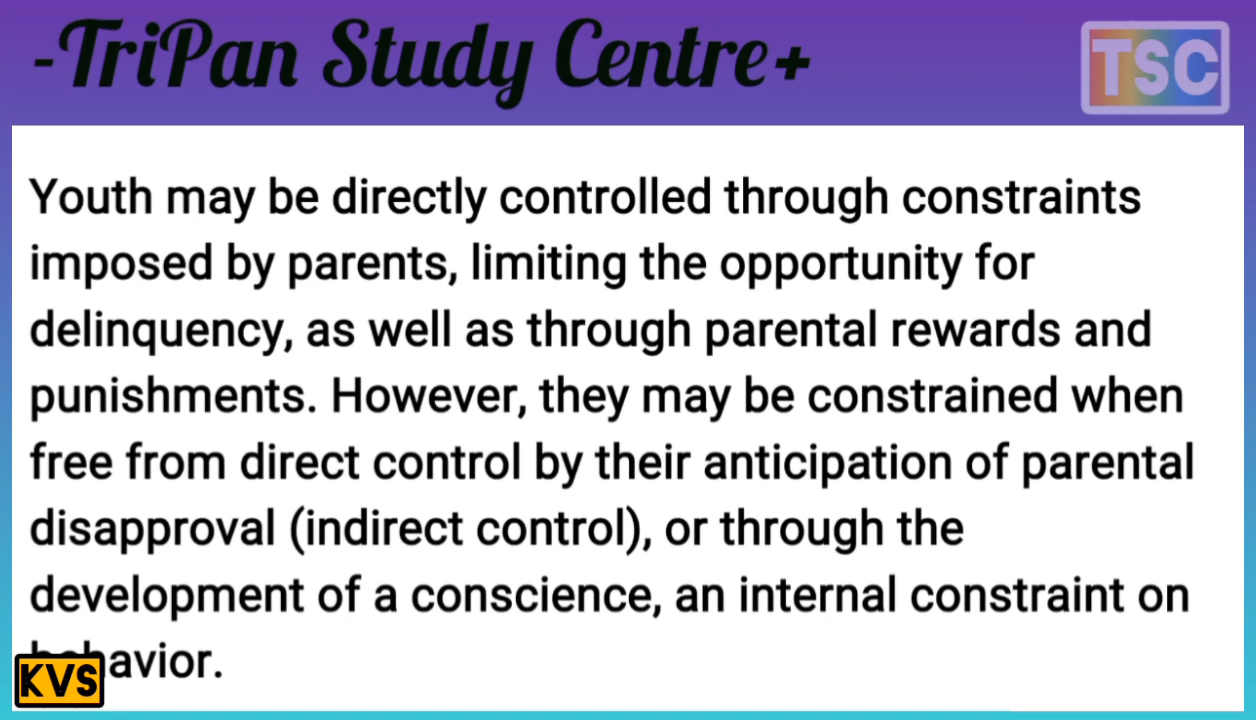 -TriPan Study Centre+
TSC
Youth may be directly controlled through constraints
imposed by parents, limiting the opportunity for
delinquency, as well as through parental rewards and
punishments. However, they may be constrained when
free from direct control by their anticipation of parental
disapproval (indirect control), or through the
development of a conscience, an internal constraint on
behavior.
KVS